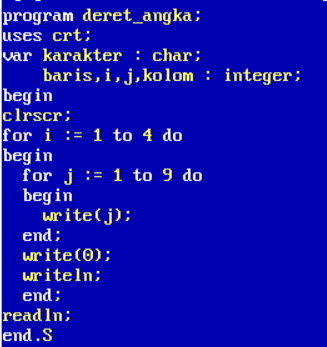 program deret_angka;
uses crt;
var karakter : char;
    baris,i,j,kolom : integer;
begin
clrscr;
for i := 1 to 4 do
begin
  for j := 1 to 9 do
  begin
    write(j);
  end;
  write(0);
  writeln;
  end;
readln;
end.S